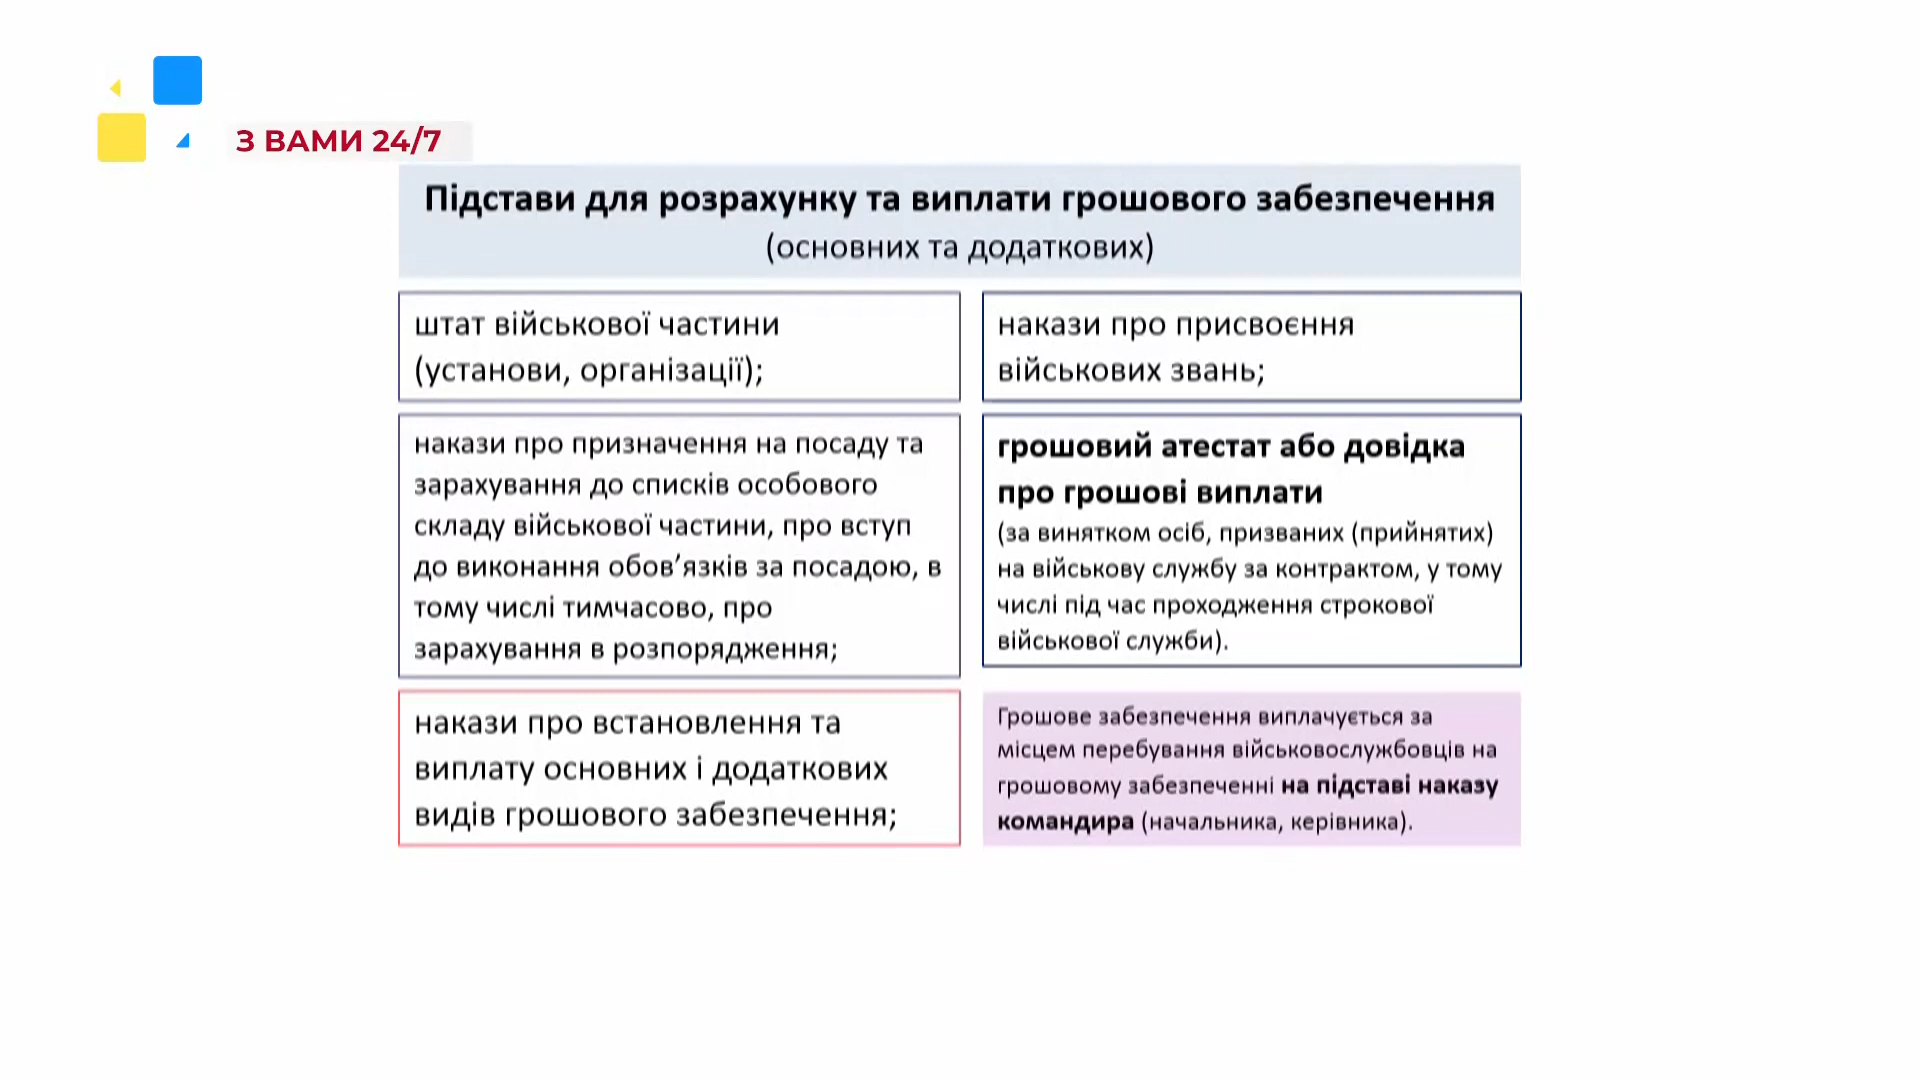 З ВАМИ 24/7
Підстави для розрахунку та виплати грошового забезпечення
(основних та додаткових)
штат військової частини
(установи, організації);
накази про присвоєння
військових звань;
накази про призначення на посаду та
зарахування до списків особового
складу військової частини, про вступ
до виконання обов’язків за посадою, в
тому числі тимчасово, про
зарахування в розпорядження;
грошовий атестат або довідка
про грошові виплати
(за винятком осіб, призваних (прийнятих)
на військову службу за контрактом, у тому
числі під час проходження строкової
військової служби).
накази про встановлення та
виплату основних і додаткових
видів грошового забезпечення;
Грошове забезпечення виплачується за
місцем перебування військовослужбовців на
грошовому забезпеченні на підставі наказу
командира (начальника, керівника).